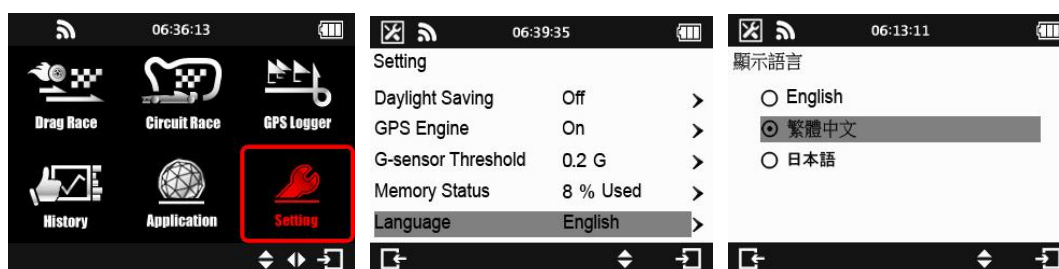 06:36:13
Drag Race
Circuit Race
GPS Logger
History
Application
Setting
06:39:35
Setting
Daylight Saving Off
GPS Engine On
G-sensor Threshold 0.2 G
Memory Status 8 % Used
Language English
06:13:11
顯示語言
English
繁體中文
日本語